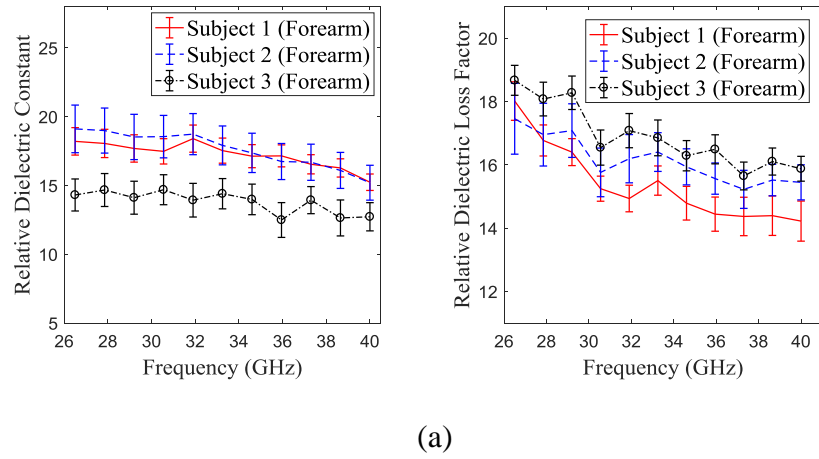 Relative Dielectric Constant
25
20
15
10
5
Subject 1 (Forearm)
Subject 2 (Forearm)
Subject 3 (Forearm)
26 28 30 32 34 36 38 40
Frequency (GHz)
Relative Dielectric Loss Factor
20
18
16
14
12
Subject 1 (Forearm)
Subject 2 (Forearm)
Subject 3 (Forearm)
26 28 30 32 34 36 38 40
Frequency (GHz)
(a)